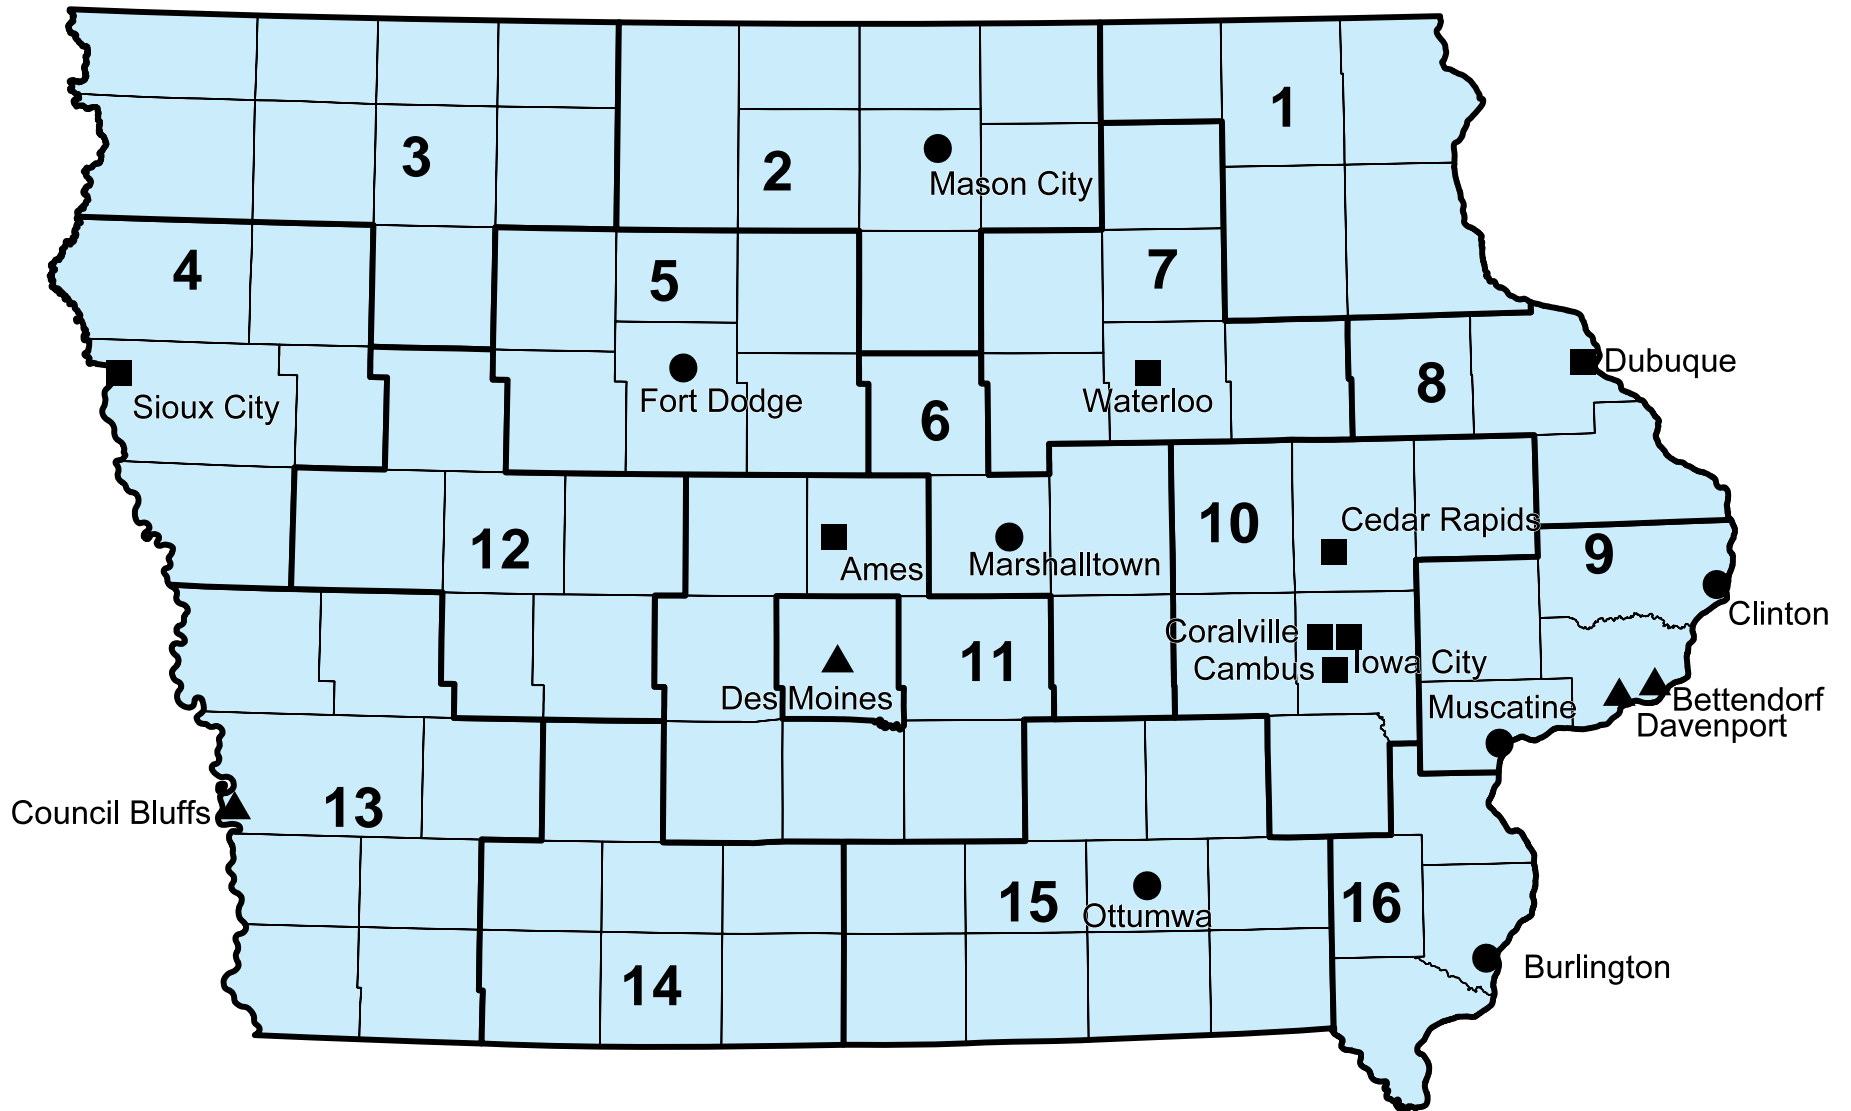 1
3
2
Mason City
4
5
7
Dubuque
8
Sioux City
Fort Dodge
Waterloo
6
10
Cedar Rapids
12
9
Ames
Marshalltown
Clinton
Coralville
11
Iowa City
Cambus
Des Moines
Bettendorf
Muscatine
Davenport
13
Council Bluffs
15
16
Ottumwa
14
Burlington